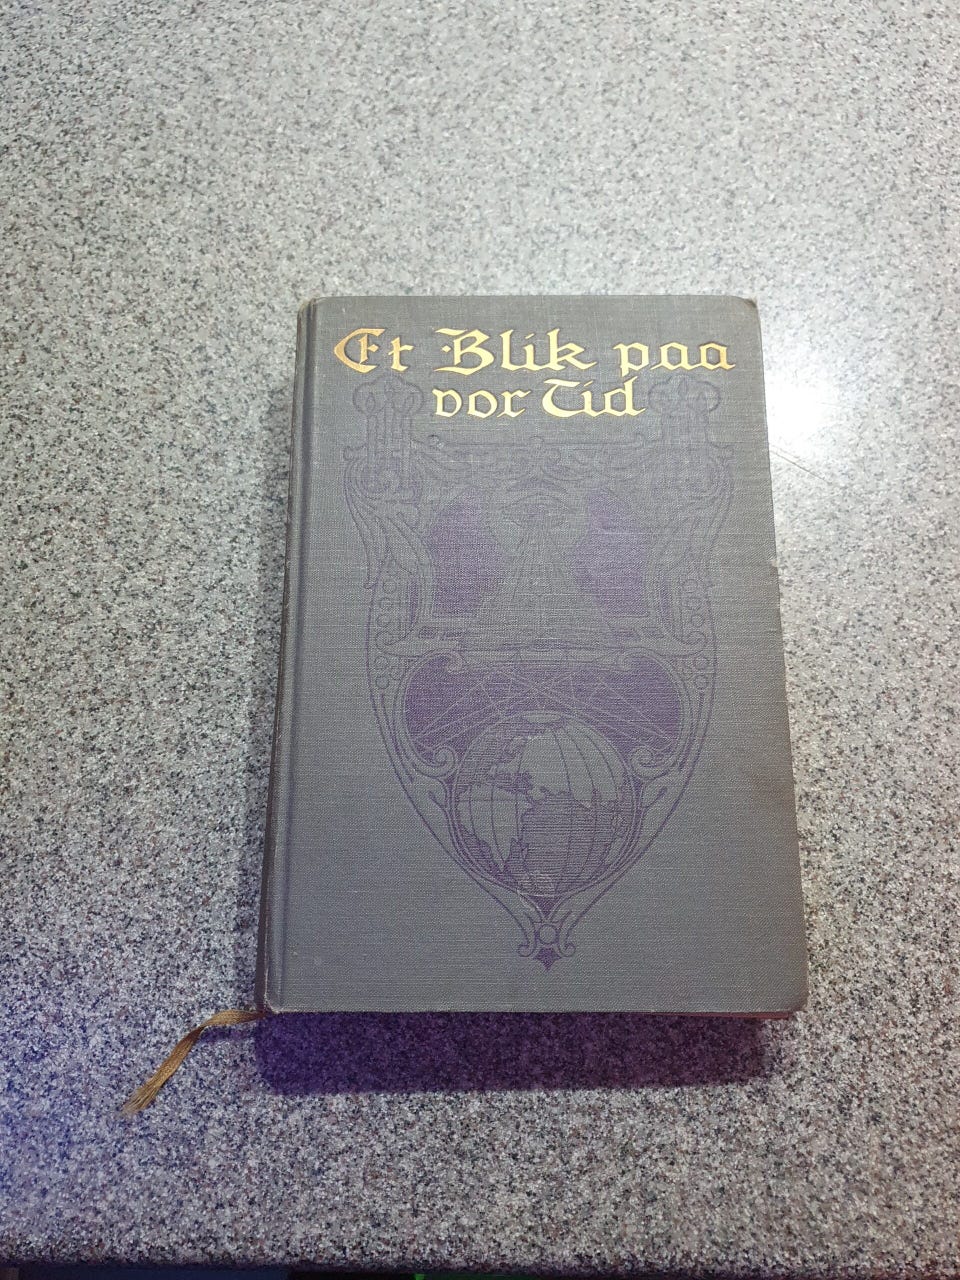 Et Blik paa
vor Tid